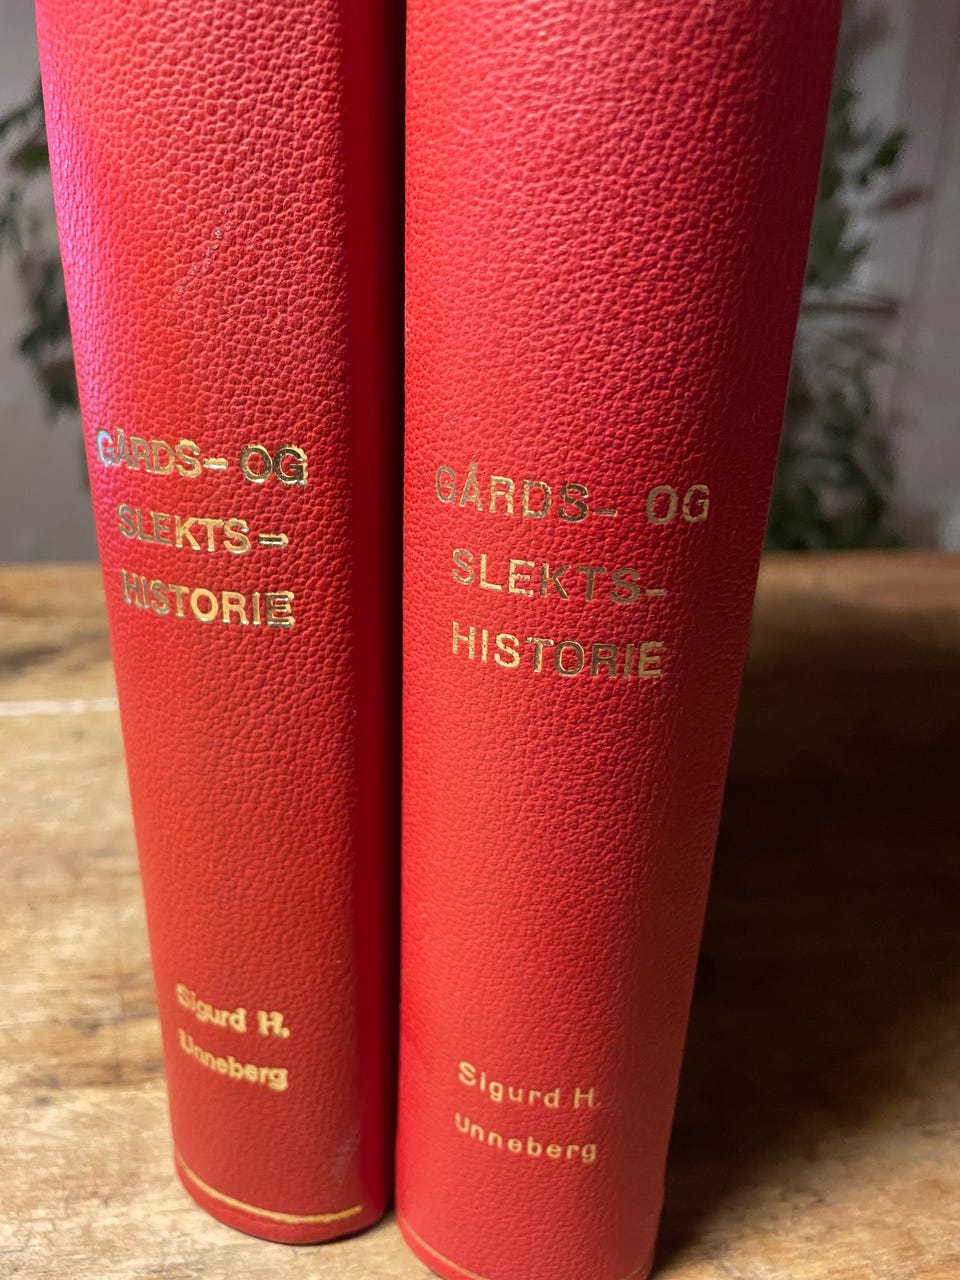 GÅRDS- OG
SLEKTS-
HISTORIE
Sigurd H.
Unneberg
GÅRDS- OG
SLEKTS-
HISTORIE
Sigurd H.
Unneberg